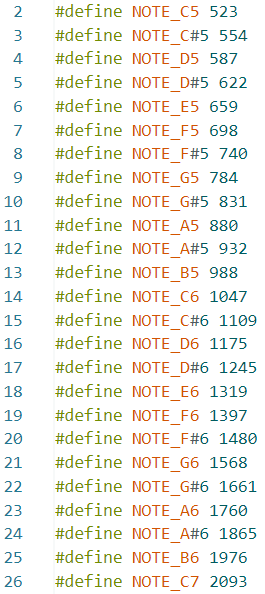 2 #define NOTE_C5 523
3 #define NOTE_C#5 554
4 #define NOTE_D5 587
5 #define NOTE_D#5 622
6 #define NOTE_E5 659
7 #define NOTE_F5 698
8 #define NOTE_F#5 740
9 #define NOTE_G5 784
10 #define NOTE_G#5 831
11 #define NOTE_A5 880
12 #define NOTE_A#5 932
13 #define NOTE_B5 988
14 #define NOTE_C6 1047
15 #define NOTE_C#6 1109
16 #define NOTE_D6 1175
17 #define NOTE_D#6 1245
18 #define NOTE_E6 1319
19 #define NOTE_F6 1397
20 #define NOTE_F#6 1480
21 #define NOTE_G6 1568
22 #define NOTE_G#6 1661
23 #define NOTE_A6 1760
24 #define NOTE_A#6 1865
25 #define NOTE_B6 1976
26 #define NOTE_C7 2093